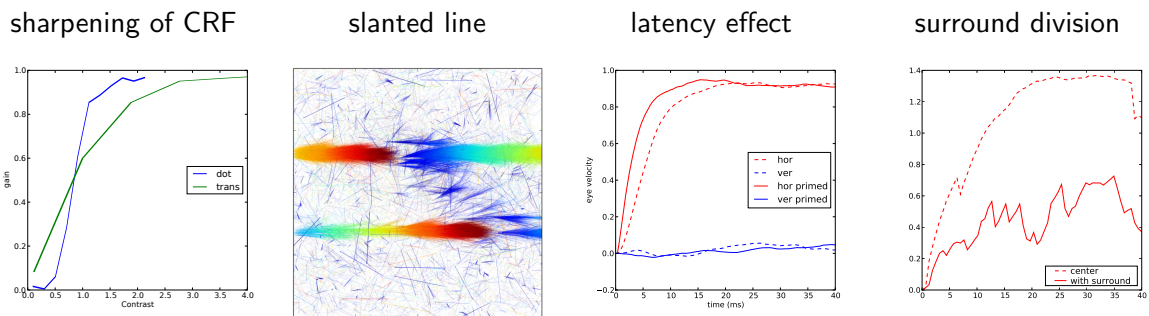 sharpening of CRF
slanted line
latency effect
surround division
1.0
0.8
0.6
0.4
0.2
0.0
gain
dot
trans
0.0 0.5 1.0 1.5 2.0 2.5 3.0 3.5 4.0
Contrast
1.0
0.8
0.6
0.4
0.2
0.0
−0.2
eye velocity
hor
ver
hor primed
ver primed
0 5 10 15 20 25 30 35 40
time (ms)
1.4
1.2
1.0
0.8
0.6
0.4
0.2
0.0
center
with surround
0 5 10 15 20 25 30 35 40